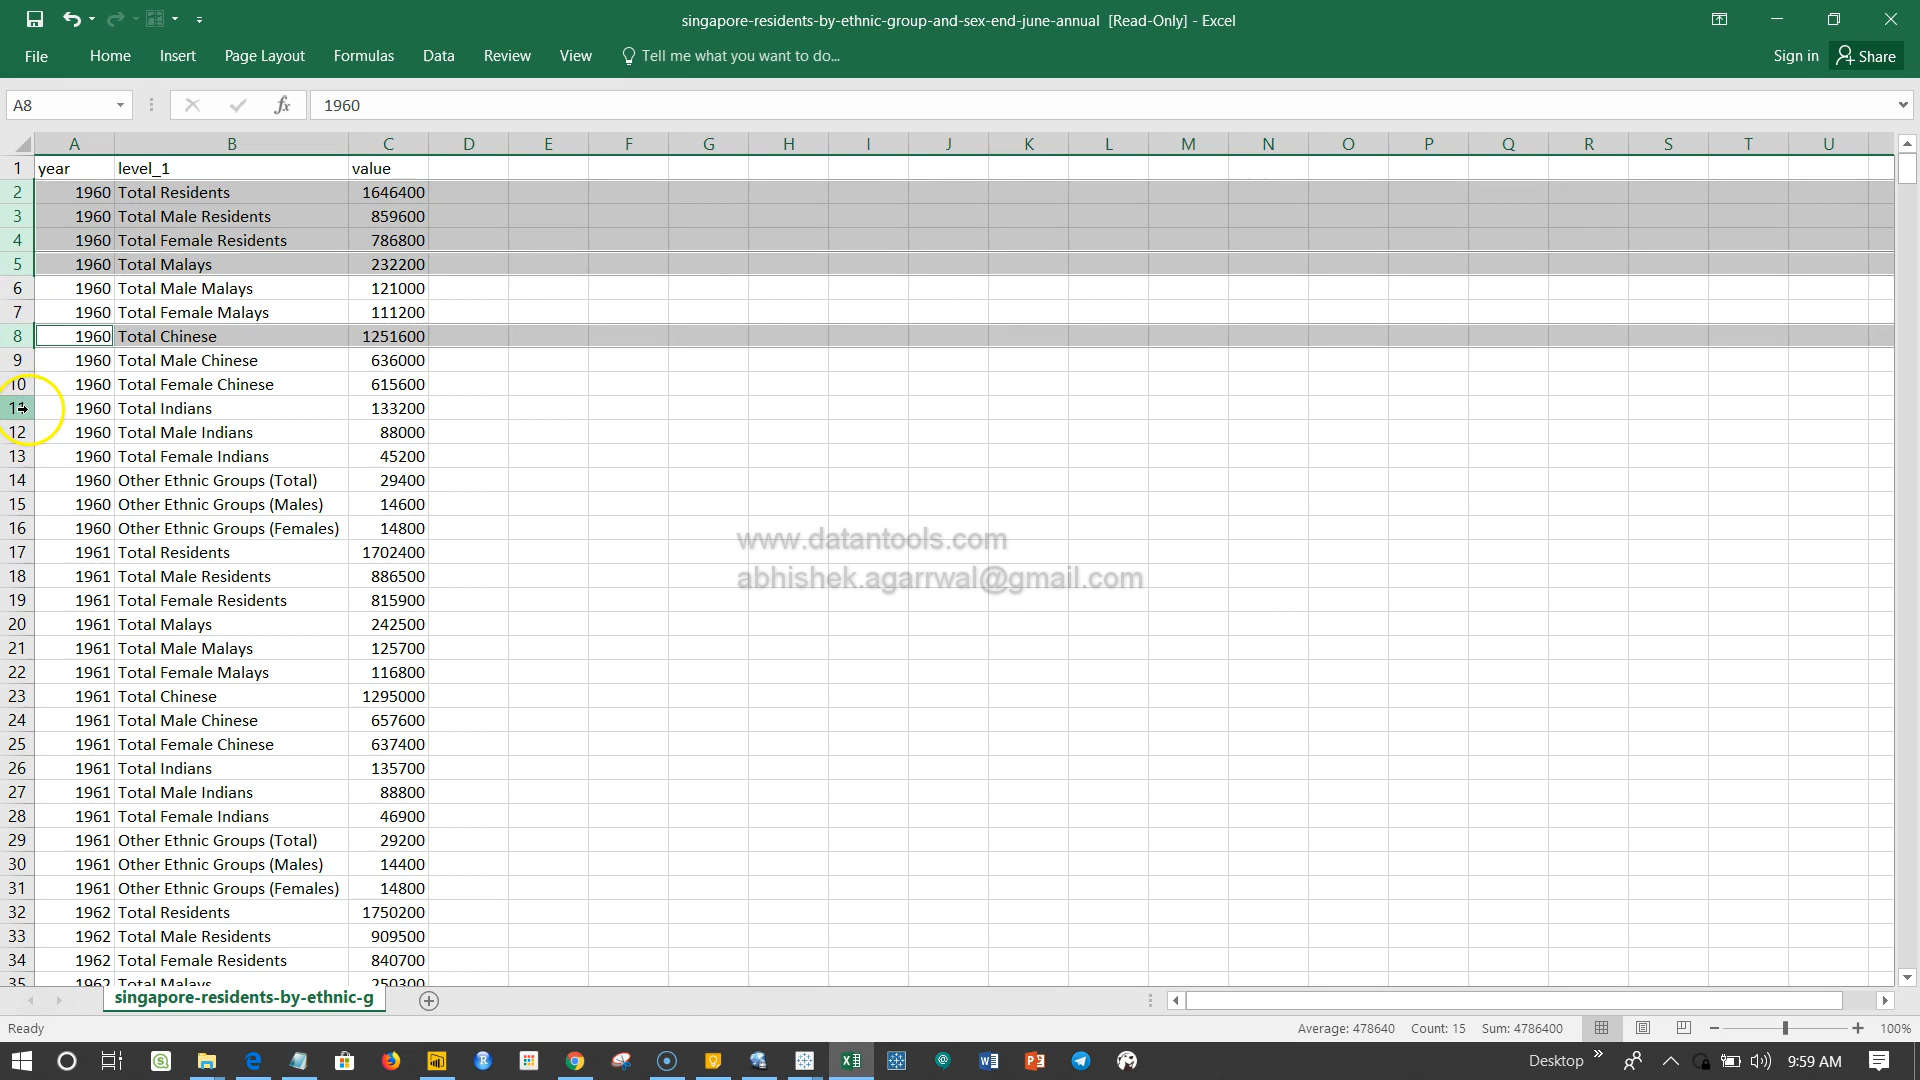 singapore-residents-by-ethnic-group-and-sex-end-june-annual [Read-Only] - Excel
File Home Insert Page Layout Formulas Data Review View Tell me what you want to do... Sign in Share
A8 fx 1960
A B C D E F G H I J K L M N O P Q R S T U
1 year level_1 value
2 1960 Total Residents 1646400
3 1960 Total Male Residents 859600
4 1960 Total Female Residents 786800
5 1960 Total Malays 232200
6 1960 Total Male Malays 121000
7 1960 Total Female Malays 111200
8 1960 Total Chinese 1251600
9 1960 Total Male Chinese 636000
10 1960 Total Female Chinese 615600
11 1960 Total Indians 133200
12 1960 Total Male Indians 88000
13 1960 Total Female Indians 45200
14 1960 Other Ethnic Groups (Total) 29400
15 1960 Other Ethnic Groups (Males) 14600
16 1960 Other Ethnic Groups (Females) 14800
www.datantools.com
17 1961 Total Residents 1702400
18 1961 Total Male Residents 886500
abhishek.agarrwal@gmail.com
19 1961 Total Female Residents 815900
20 1961 Total Malays 242500
21 1961 Total Male Malays 125700
22 1961 Total Female Malays 116800
23 1961 Total Chinese 1295000
24 1961 Total Male Chinese 657600
25 1961 Total Female Chinese 637400
26 1961 Total Indians 135700
27 1961 Total Male Indians 88800
28 1961 Total Female Indians 46900
29 1961 Other Ethnic Groups (Total) 29200
30 1961 Other Ethnic Groups (Males) 14400
31 1961 Other Ethnic Groups (Females) 14800
32 1962 Total Residents 1750200
33 1962 Total Male Residents 909500
34 1962 Total Female Residents 840700
35 1962 Total Malays 250300
singapore-residents-by-ethnic-g
Ready Average: 478640 Count: 15 Sum: 4786400 100%
Desktop 9:59 AM